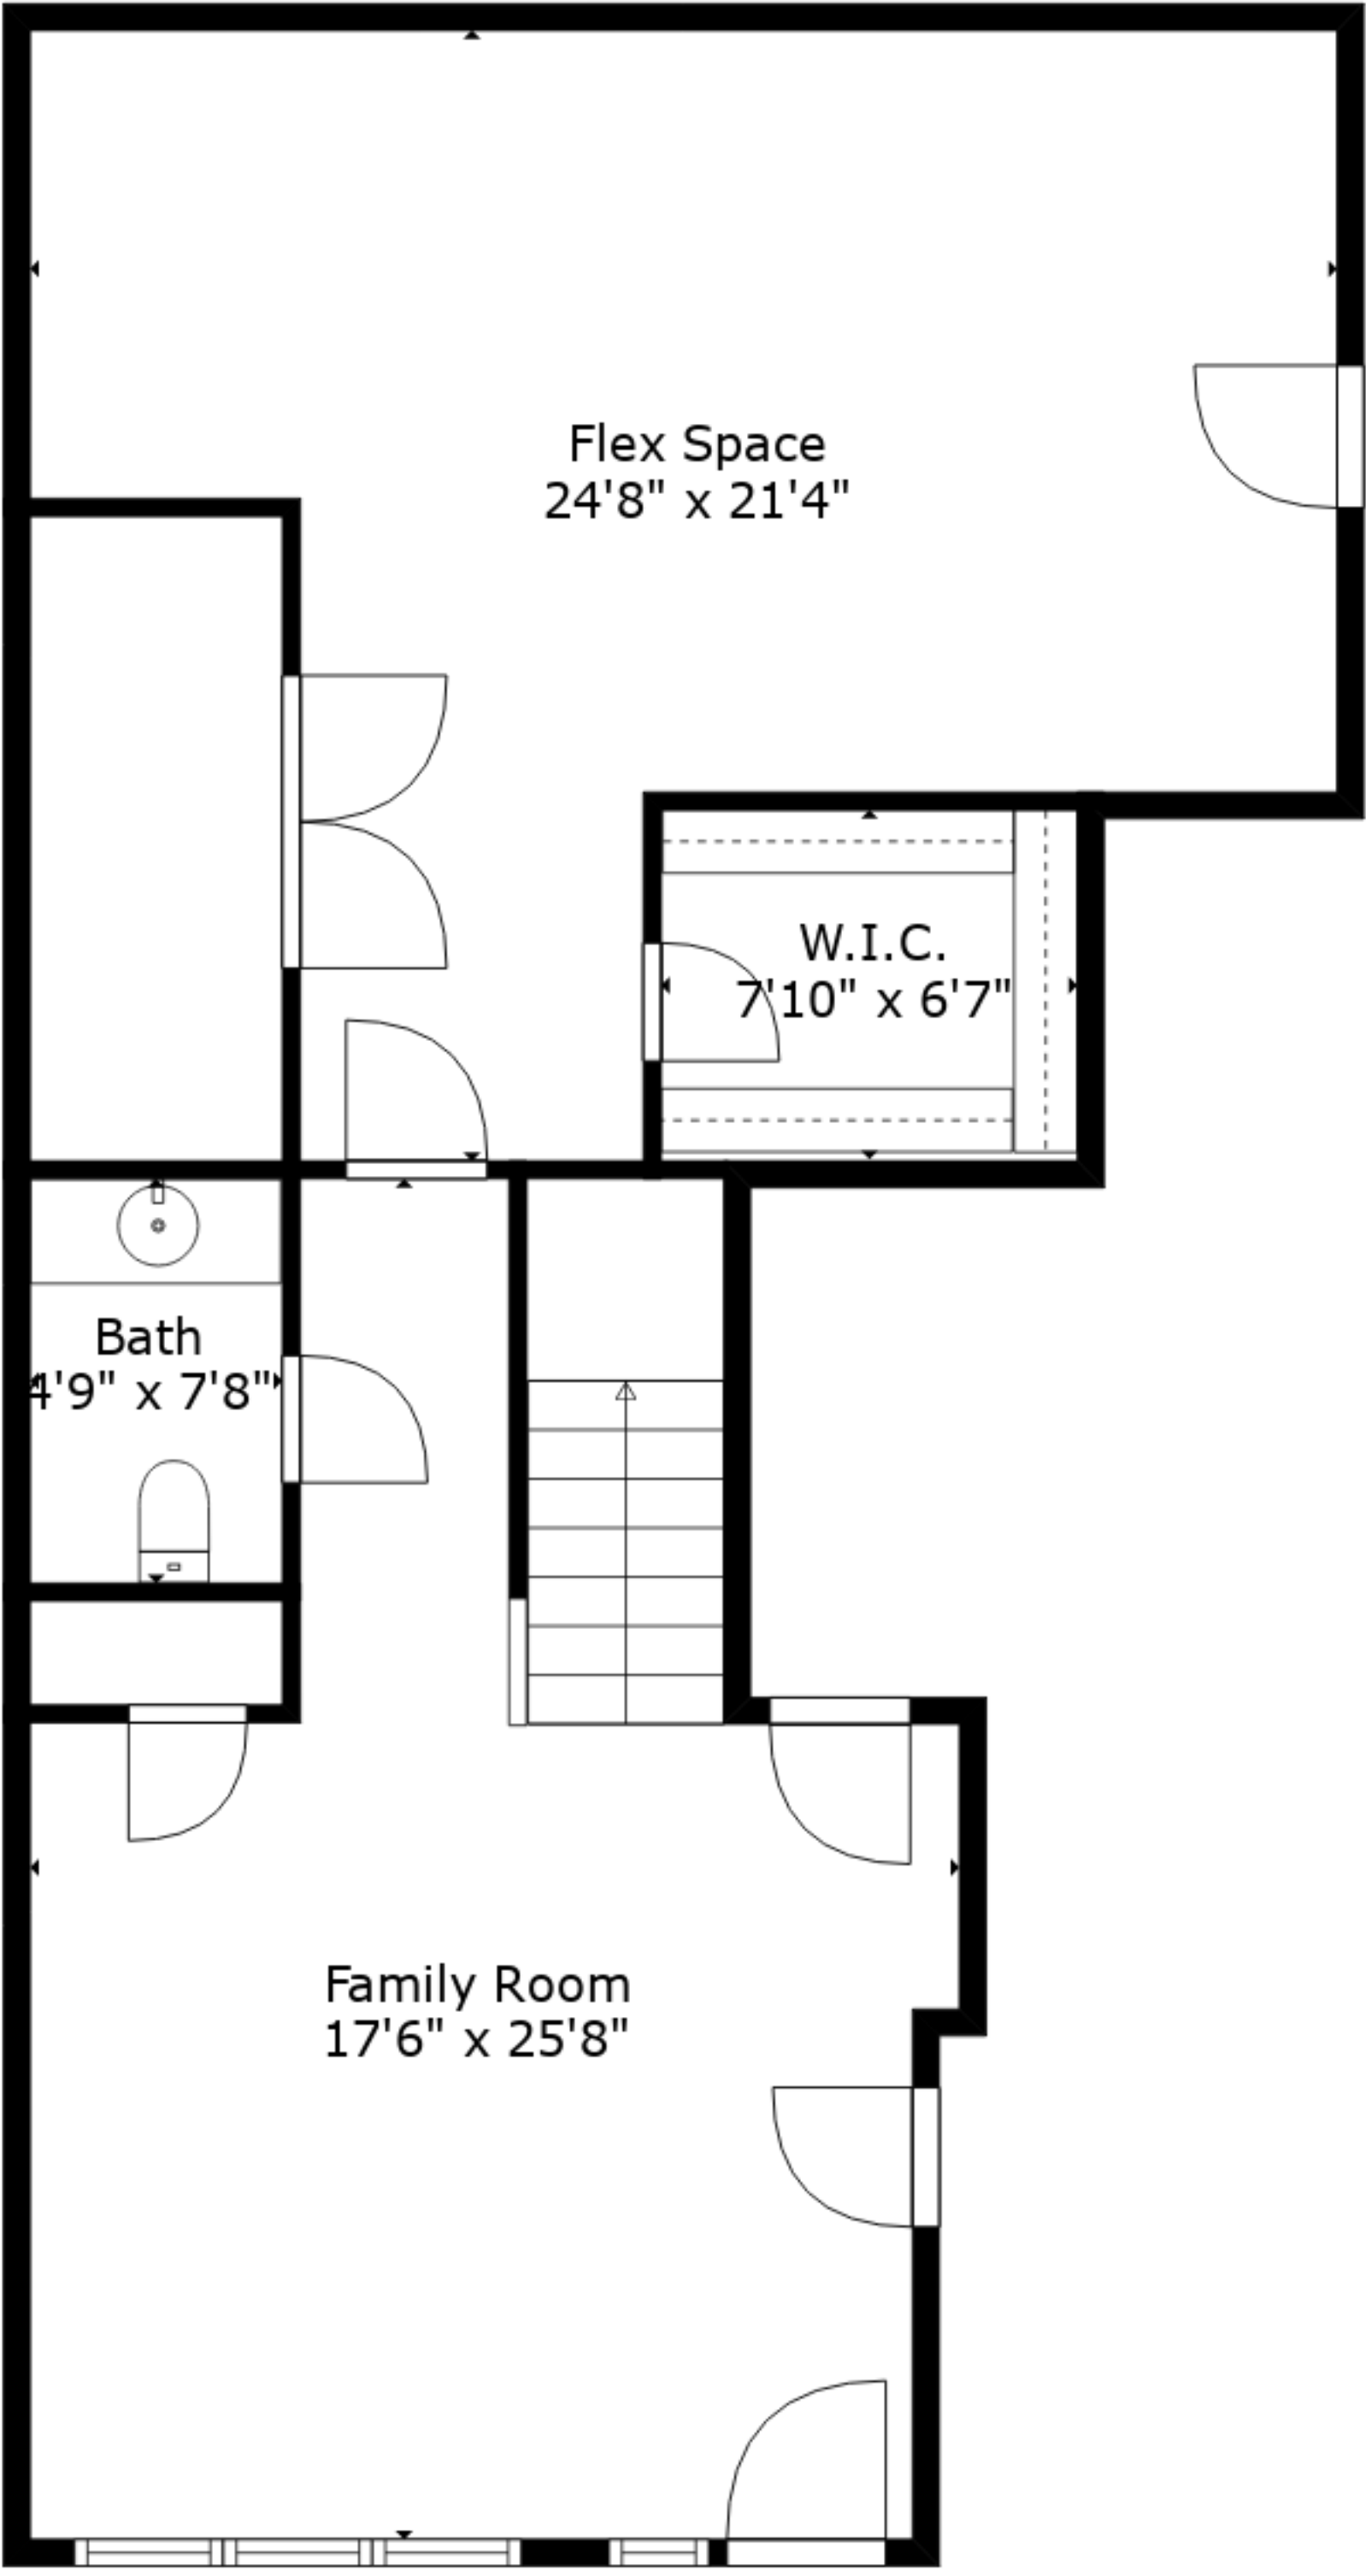 Flex Space
24'8" x 21'4"
W.I.C.
7'10" x 6'7"
Bath
4'9" x 7'8"
Family Room
17'6" x 25'8"